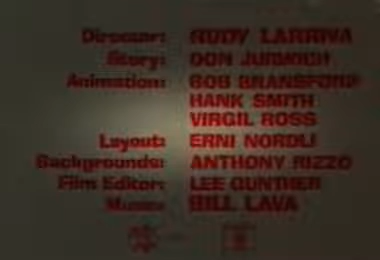 Director: RUDY LARRIVA
Story: DON JURWICH
Animation: BOB BRANSFORD
HANK SMITH
VIRGIL ROSS
Layout: ERNI NORDLI
Backgrounds: ANTHONY RIZZO
Film Editor: LEE GUNTHER
Music: BILL LAVA